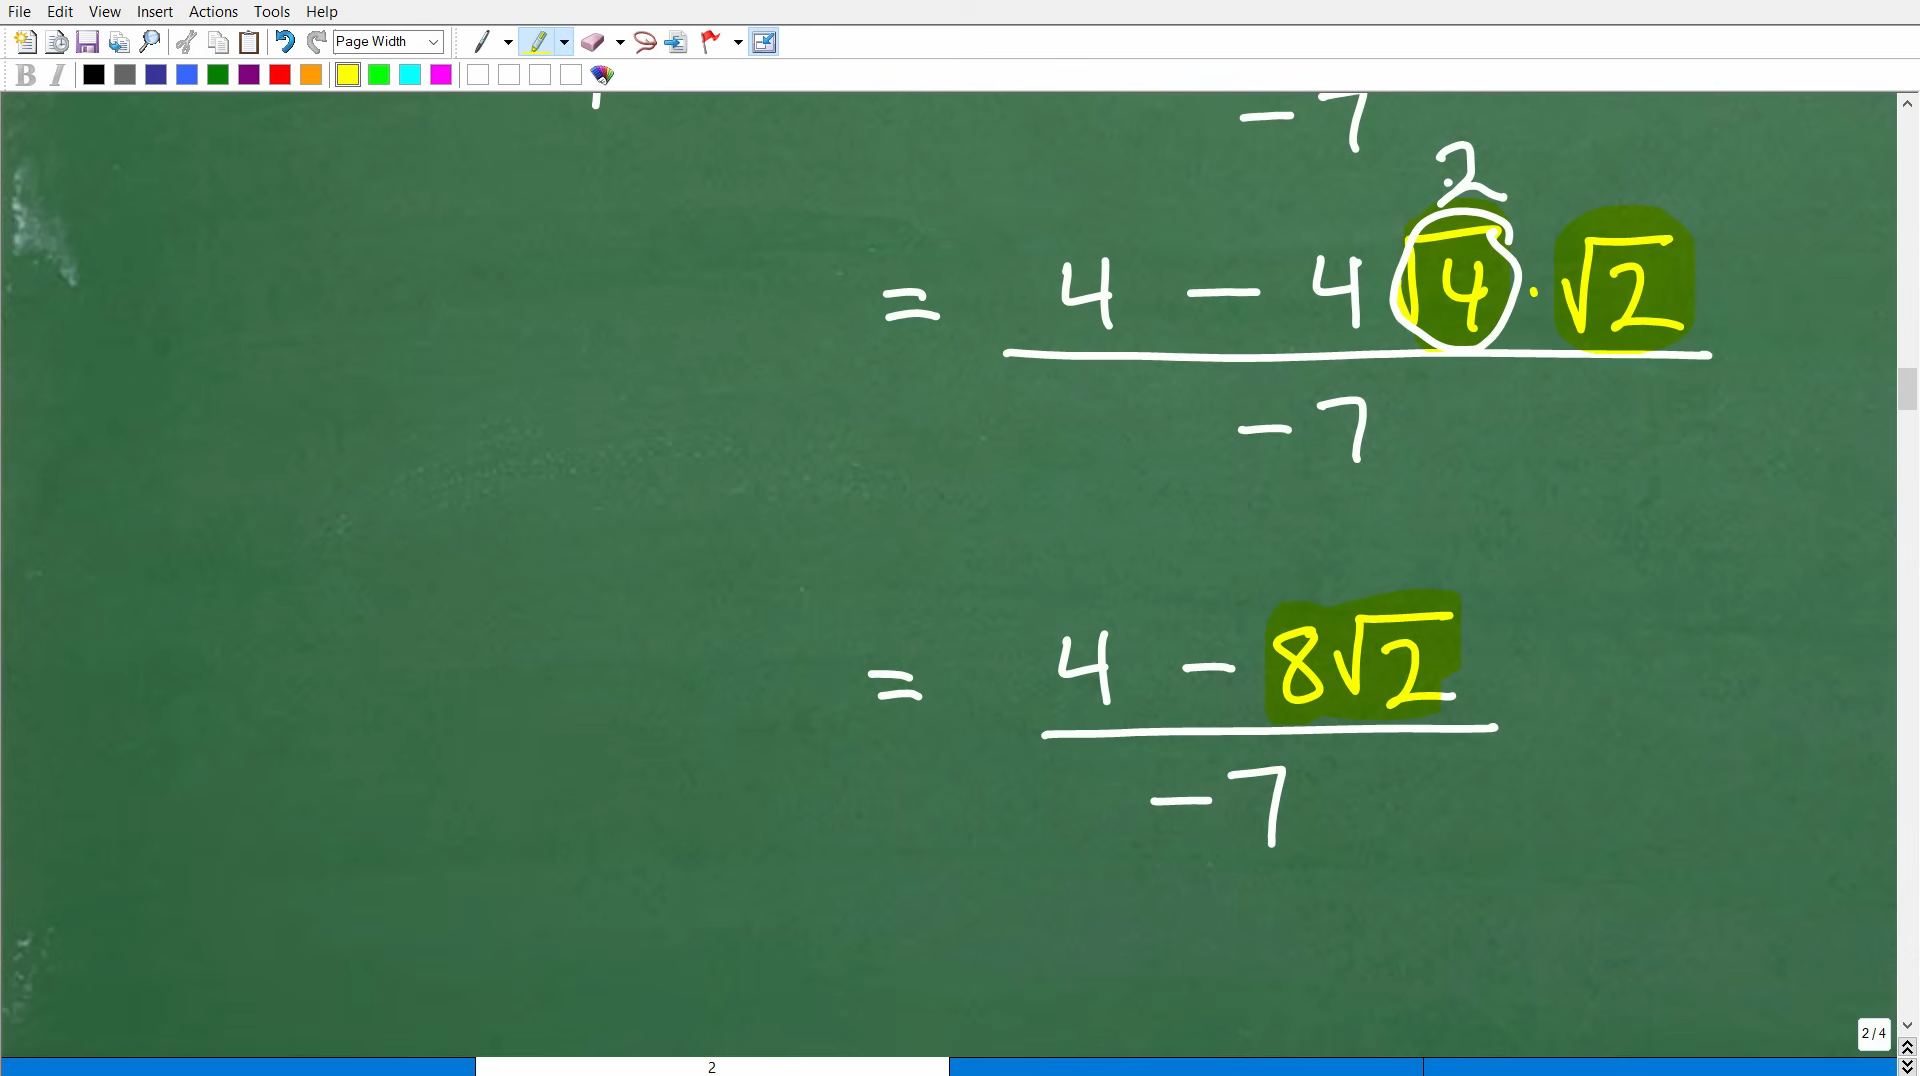 File Edit View Insert Actions Tools Help
Page Width
B I
- 7
2
= 4 - 4 √4 · √2
- 7
= 4 - 8√2
- 7
2 / 4
2